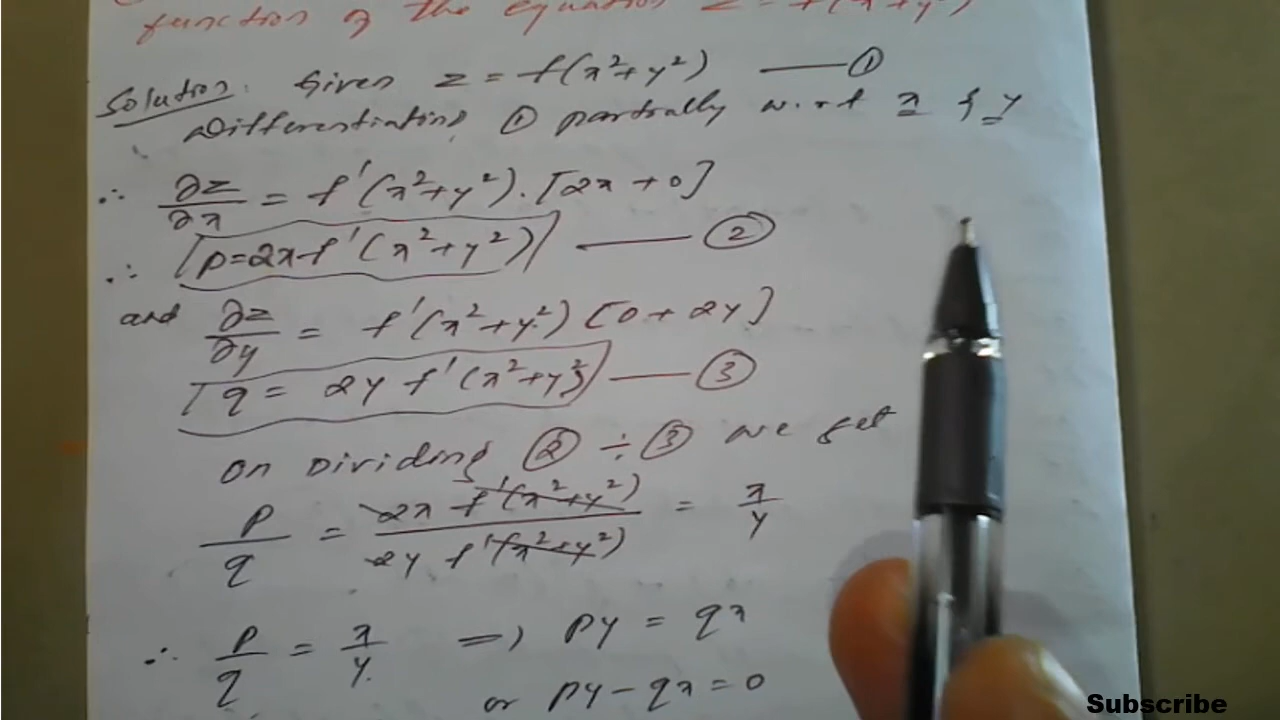 function of the equation z = f(x²+y²)
Solution: Given z = f(x²+y²) —— ①
Differentiating ① partially w.r.t x & y
∴ ∂z/∂x = f'(x²+y²).[2x+0]
∴ p=2x f'(x²+y²) —— ②
and ∂z/∂y = f'(x²+y²) [0+2y]
q = 2y f'(x²+y²) —— ③
On Dividing ② ÷ ③ we get
p/q = 2x f'(x²+y²) / 2y f'(x²+y²) = x/y
∴ p/q = x/y ⇒ py = qx
or py-qx=0
Subscribe